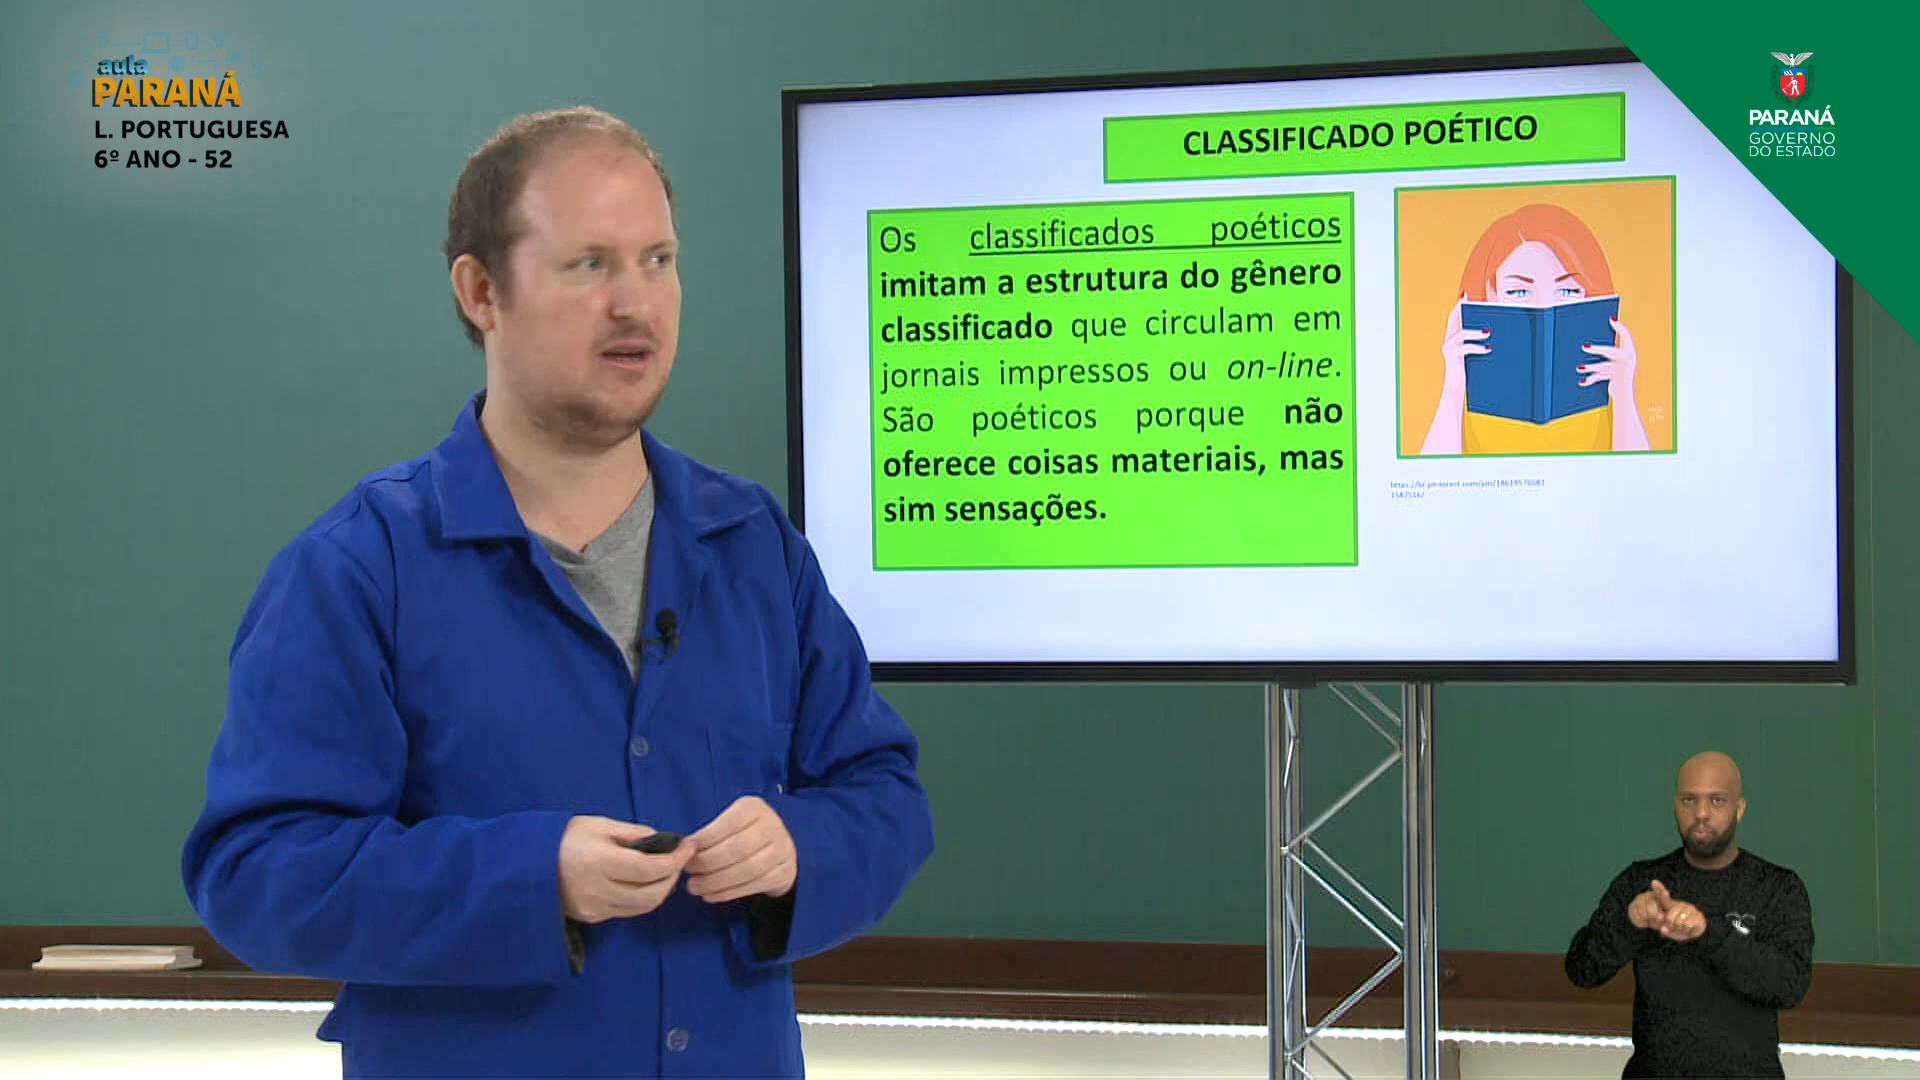 aula
PARANÁ
L. PORTUGUESA
6º ANO - 52
PARANÁ
GOVERNO
DO ESTADO
CLASSIFICADO POÉTICO
Os classificados poéticos
imitam a estrutura do gênero
classificado que circulam em
jornais impressos ou on-line.
São poéticos porque não
oferece coisas materiais, mas
sim sensações.